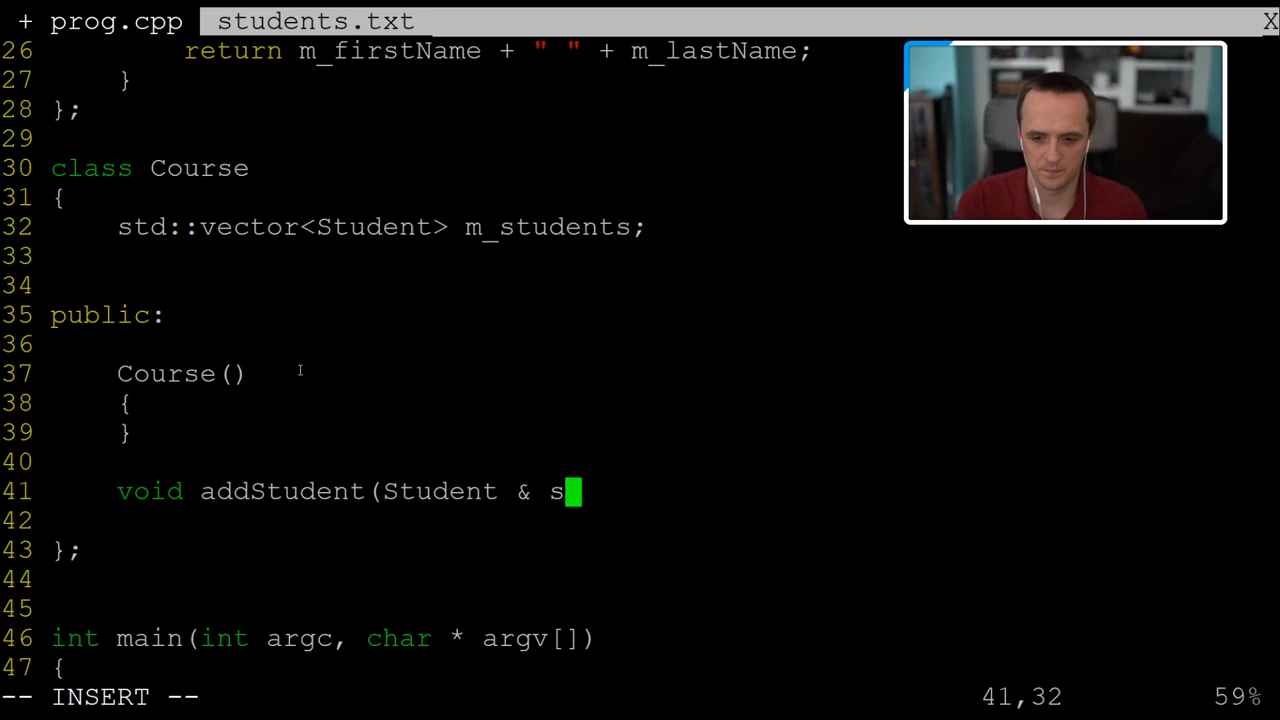 + prog.cpp students.txt X
26 return m_firstName + " " + m_lastName;
27 }
28 };
29
30 class Course
31 {
32 std::vector<Student> m_students;
33
34
35 public:
36
37 Course()
38 {
39 }
40
41 void addStudent(Student & s
42
43 };
44
45
46 int main(int argc, char * argv[])
47 {
-- INSERT -- 41,32 59%